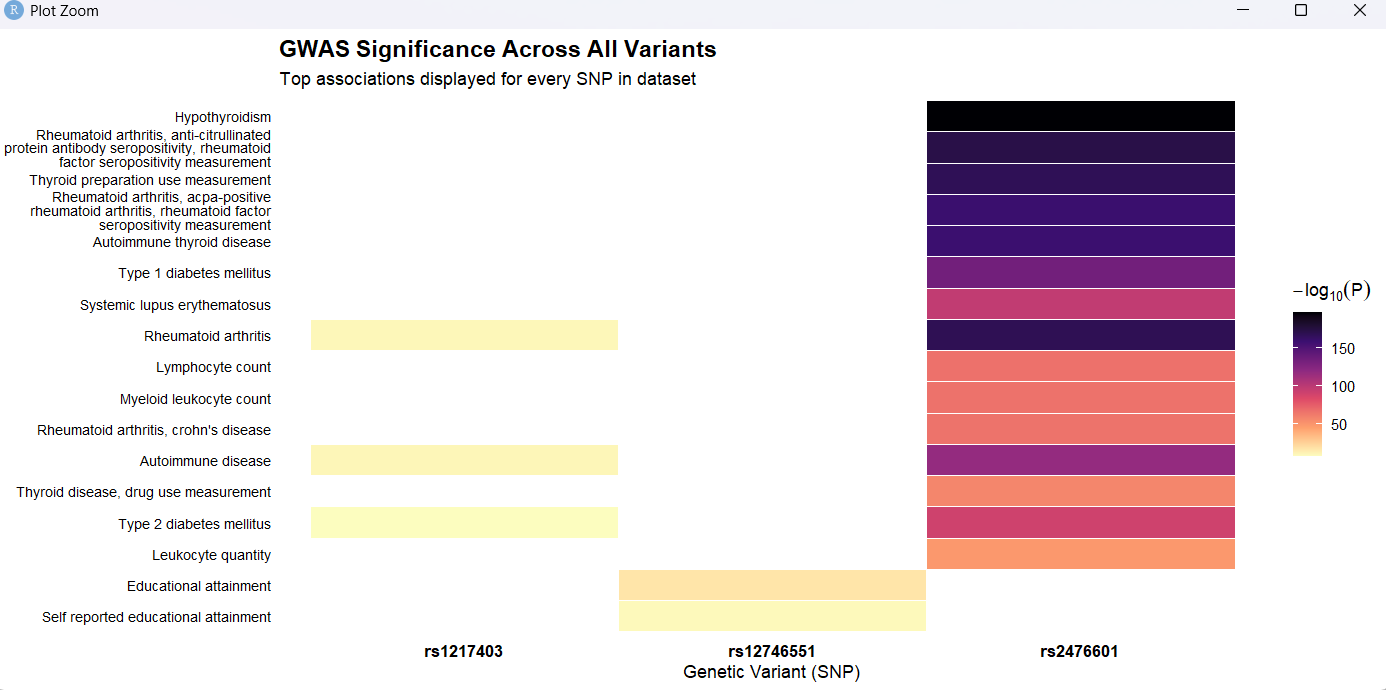 R Plot Zoom
GWAS Significance Across All Variants
Top associations displayed for every SNP in dataset
Hypothyroidism
Rheumatoid arthritis, anti-citrullinated
protein antibody seropositivity, rheumatoid
factor seropositivity measurement
Thyroid preparation use measurement
Rheumatoid arthritis, acpa-positive
rheumatoid arthritis, rheumatoid factor
seropositivity measurement
Autoimmune thyroid disease
Type 1 diabetes mellitus
Systemic lupus erythematosus
Rheumatoid arthritis
Lymphocyte count
Myeloid leukocyte count
Rheumatoid arthritis, crohn's disease
Autoimmune disease
Thyroid disease, drug use measurement
Type 2 diabetes mellitus
Leukocyte quantity
Educational attainment
Self reported educational attainment
rs1217403 rs12746551 rs2476601
Genetic Variant (SNP)
−log₁₀(P)
150
100
50